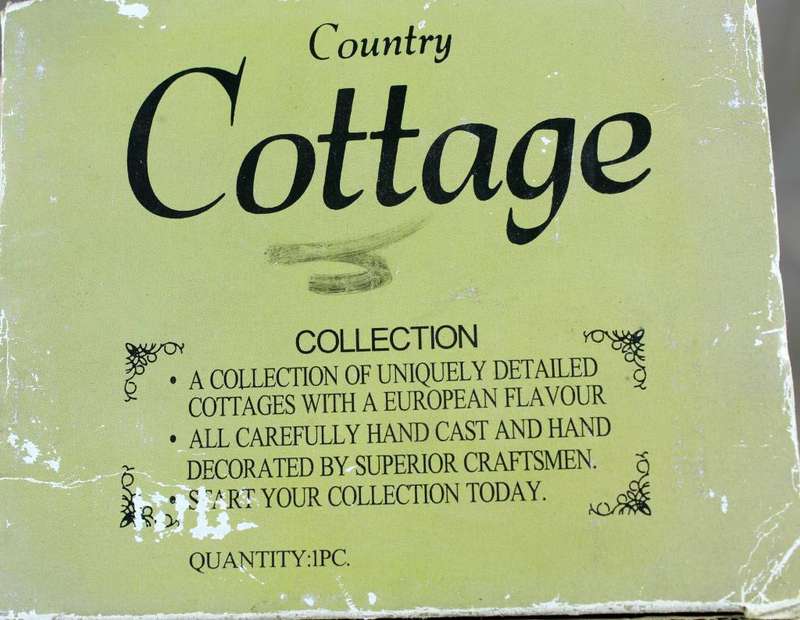 Country
Cottage
COLLECTION
• A COLLECTION OF UNIQUELY DETAILED
COTTAGES WITH A EUROPEAN FLAVOUR
• ALL CAREFULLY HAND CAST AND HAND
DECORATED BY SUPERIOR CRAFTSMEN.
• START YOUR COLLECTION TODAY.
QUANTITY:1PC.